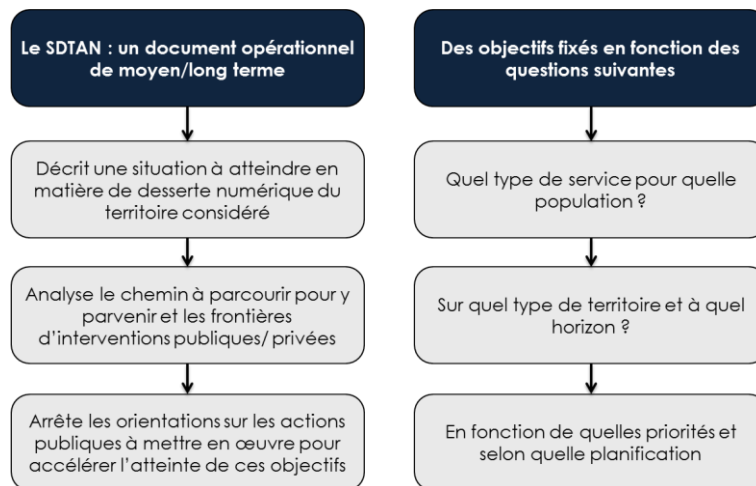 Le SDTAN : un document opérationnel
de moyen/long terme
Décrit une situation à atteindre en
matière de desserte numérique du
territoire considéré
Analyse le chemin à parcourir pour y
parvenir et les frontières
d'interventions publiques/ privées
Arrête les orientations sur les actions
publiques à mettre en œuvre pour
accélérer l'atteinte de ces objectifs
Des objectifs fixés en fonction des
questions suivantes
Quel type de service pour quelle
population ?
Sur quel type de territoire et à quel
horizon ?
En fonction de quelles priorités et
selon quelle planification